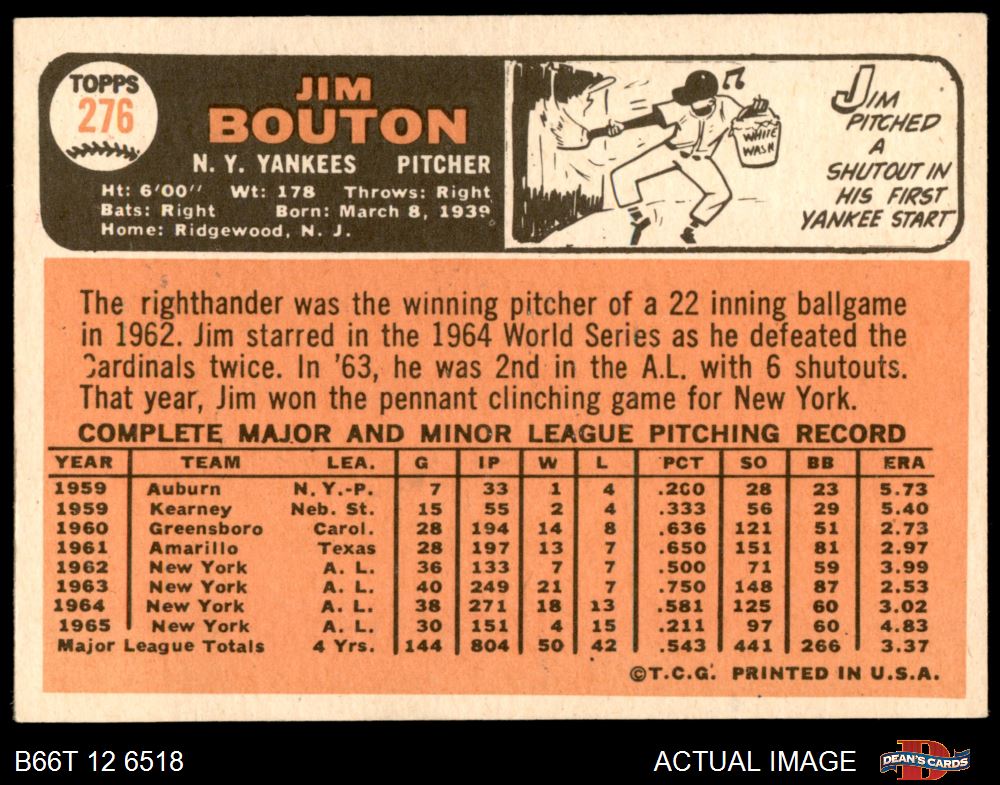 TOPPS
276
JIM
BOUTON
N. Y. YANKEES PITCHER
Ht: 6'00" Wt: 178 Throws: Right
Bats: Right Born: March 8, 1939
Home: Ridgewood, N. J.
WHITE
WASH
JIM
PITCHED
A
SHUTOUT IN
HIS FIRST
YANKEE START
The righthander was the winning pitcher of a 22 inning ballgame
in 1962. Jim starred in the 1964 World Series as he defeated the
Cardinals twice. In '63, he was 2nd in the A.L. with 6 shutouts.
That year, Jim won the pennant clinching game for New York.
COMPLETE MAJOR AND MINOR LEAGUE PITCHING RECORD
YEAR TEAM LEA. G IP W L PCT SO BB ERA
1959 Auburn N. Y.-P. 7 33 1 4 .200 28 23 5.73
1959 Kearney Neb. St. 15 55 2 4 .333 56 29 5.40
1960 Greensboro Carol. 28 194 14 8 .636 121 51 2.73
1961 Amarillo Texas 28 197 13 7 .650 151 81 2.97
1962 New York A. L. 36 133 7 7 .500 71 59 3.99
1963 New York A. L. 40 249 21 7 .750 148 87 2.53
1964 New York A. L. 38 271 18 13 .581 125 60 3.02
1965 New York A. L. 30 151 4 15 .211 97 60 4.83
Major League Totals 4 Yrs. 144 804 50 42 .543 441 266 3.37
©T.C.G. PRINTED IN U.S.A.
B66T 12 6518 ACTUAL IMAGE
DEAN'S CARDS